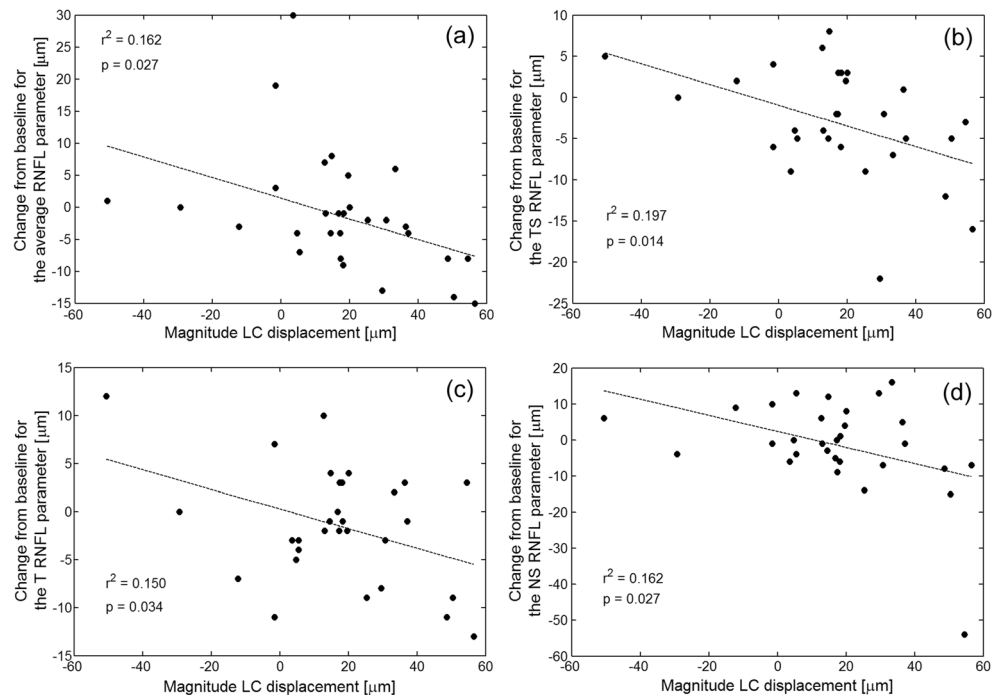 (a)
r² = 0.162
p = 0.027
30
25
20
15
10
5
0
-5
-10
-15
-60 -40 -20 0 20 40 60
Change from baseline for
the average RNFL parameter [μm]
Magnitude LC displacement [μm]
(b)
r² = 0.197
p = 0.014
10
5
0
-5
-10
-15
-20
-25
-60 -40 -20 0 20 40 60
Change from baseline for
the TS RNFL parameter [μm]
Magnitude LC displacement [μm]
(c)
r² = 0.150
p = 0.034
15
10
5
0
-5
-10
-15
-60 -40 -20 0 20 40 60
Change from baseline for
the T RNFL parameter [μm]
Magnitude LC displacement [μm]
(d)
r² = 0.162
p = 0.027
20
10
0
-10
-20
-30
-40
-50
-60
-60 -40 -20 0 20 40 60
Change from baseline for
the NS RNFL parameter [μm]
Magnitude LC displacement [μm]